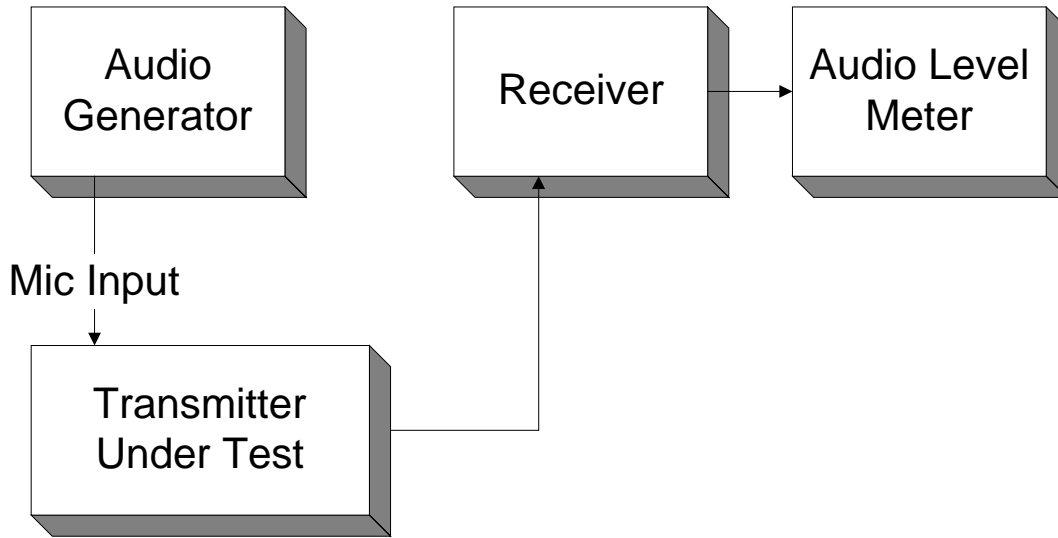 Audio
Generator
Receiver
Audio Level
Meter
Mic Input
Transmitter
Under Test